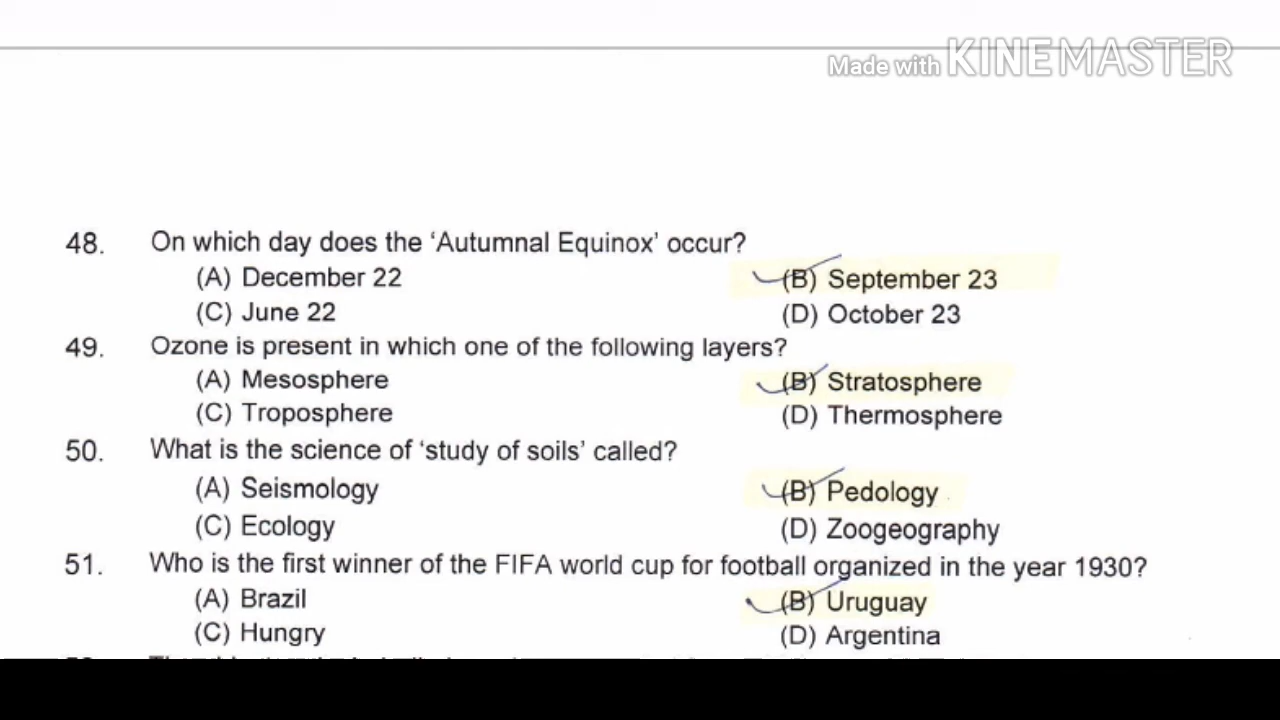 Made with KINEMASTER
48. On which day does the ‘Autumnal Equinox’ occur?
(A) December 22 (B) September 23
(C) June 22 (D) October 23
49. Ozone is present in which one of the following layers?
(A) Mesosphere (B) Stratosphere
(C) Troposphere (D) Thermosphere
50. What is the science of ‘study of soils’ called?
(A) Seismology (B) Pedology
(C) Ecology (D) Zoogeography
51. Who is the first winner of the FIFA world cup for football organized in the year 1930?
(A) Brazil (B) Uruguay
(C) Hungry (D) Argentina